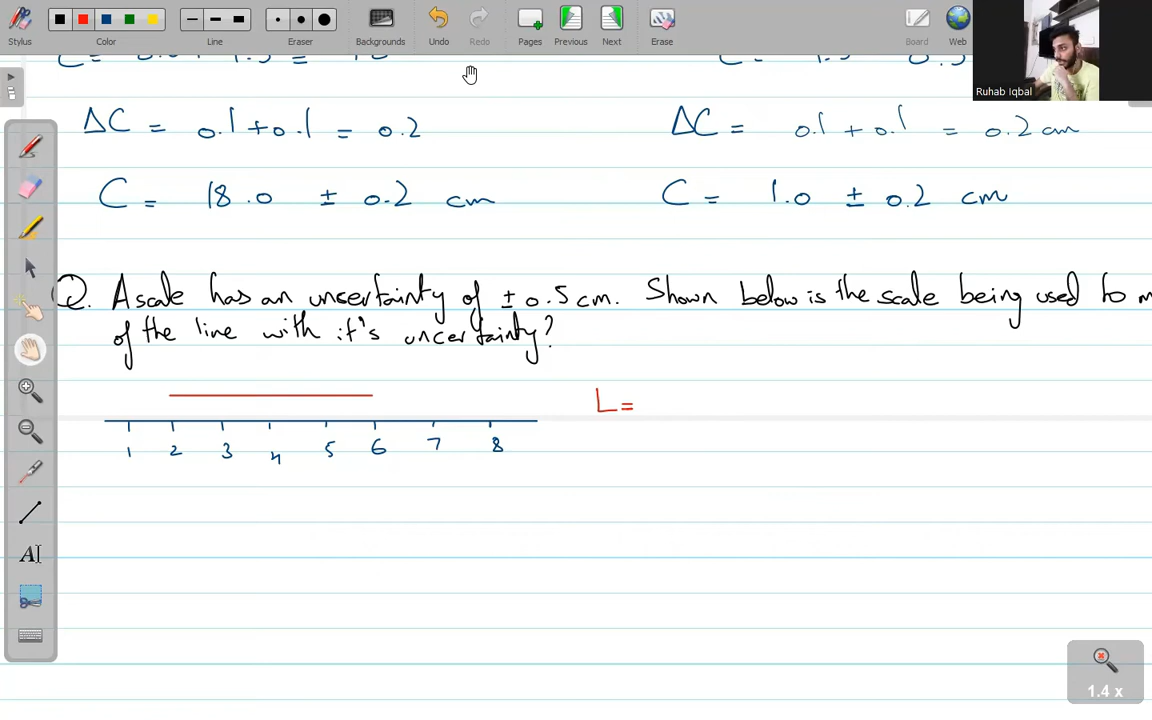 Stylus
Color
Line
Eraser
Backgrounds
Undo
Redo
Pages
Previous
Next
Erase
Board
Web
Ruhab Iqbal
ΔC = 0.1 + 0.1 = 0.2
ΔC = 0.1 + 0.1 = 0.2 cm
C = 18.0 ± 0.2 cm
C = 1.0 ± 0.2 cm
Q. A scale has an uncertainty of ± 0.5 cm. Shown below is the scale being used to m
of the line with it's uncertainty?
L =
1 2 3 4 5 6 7 8
AI
1.4 x